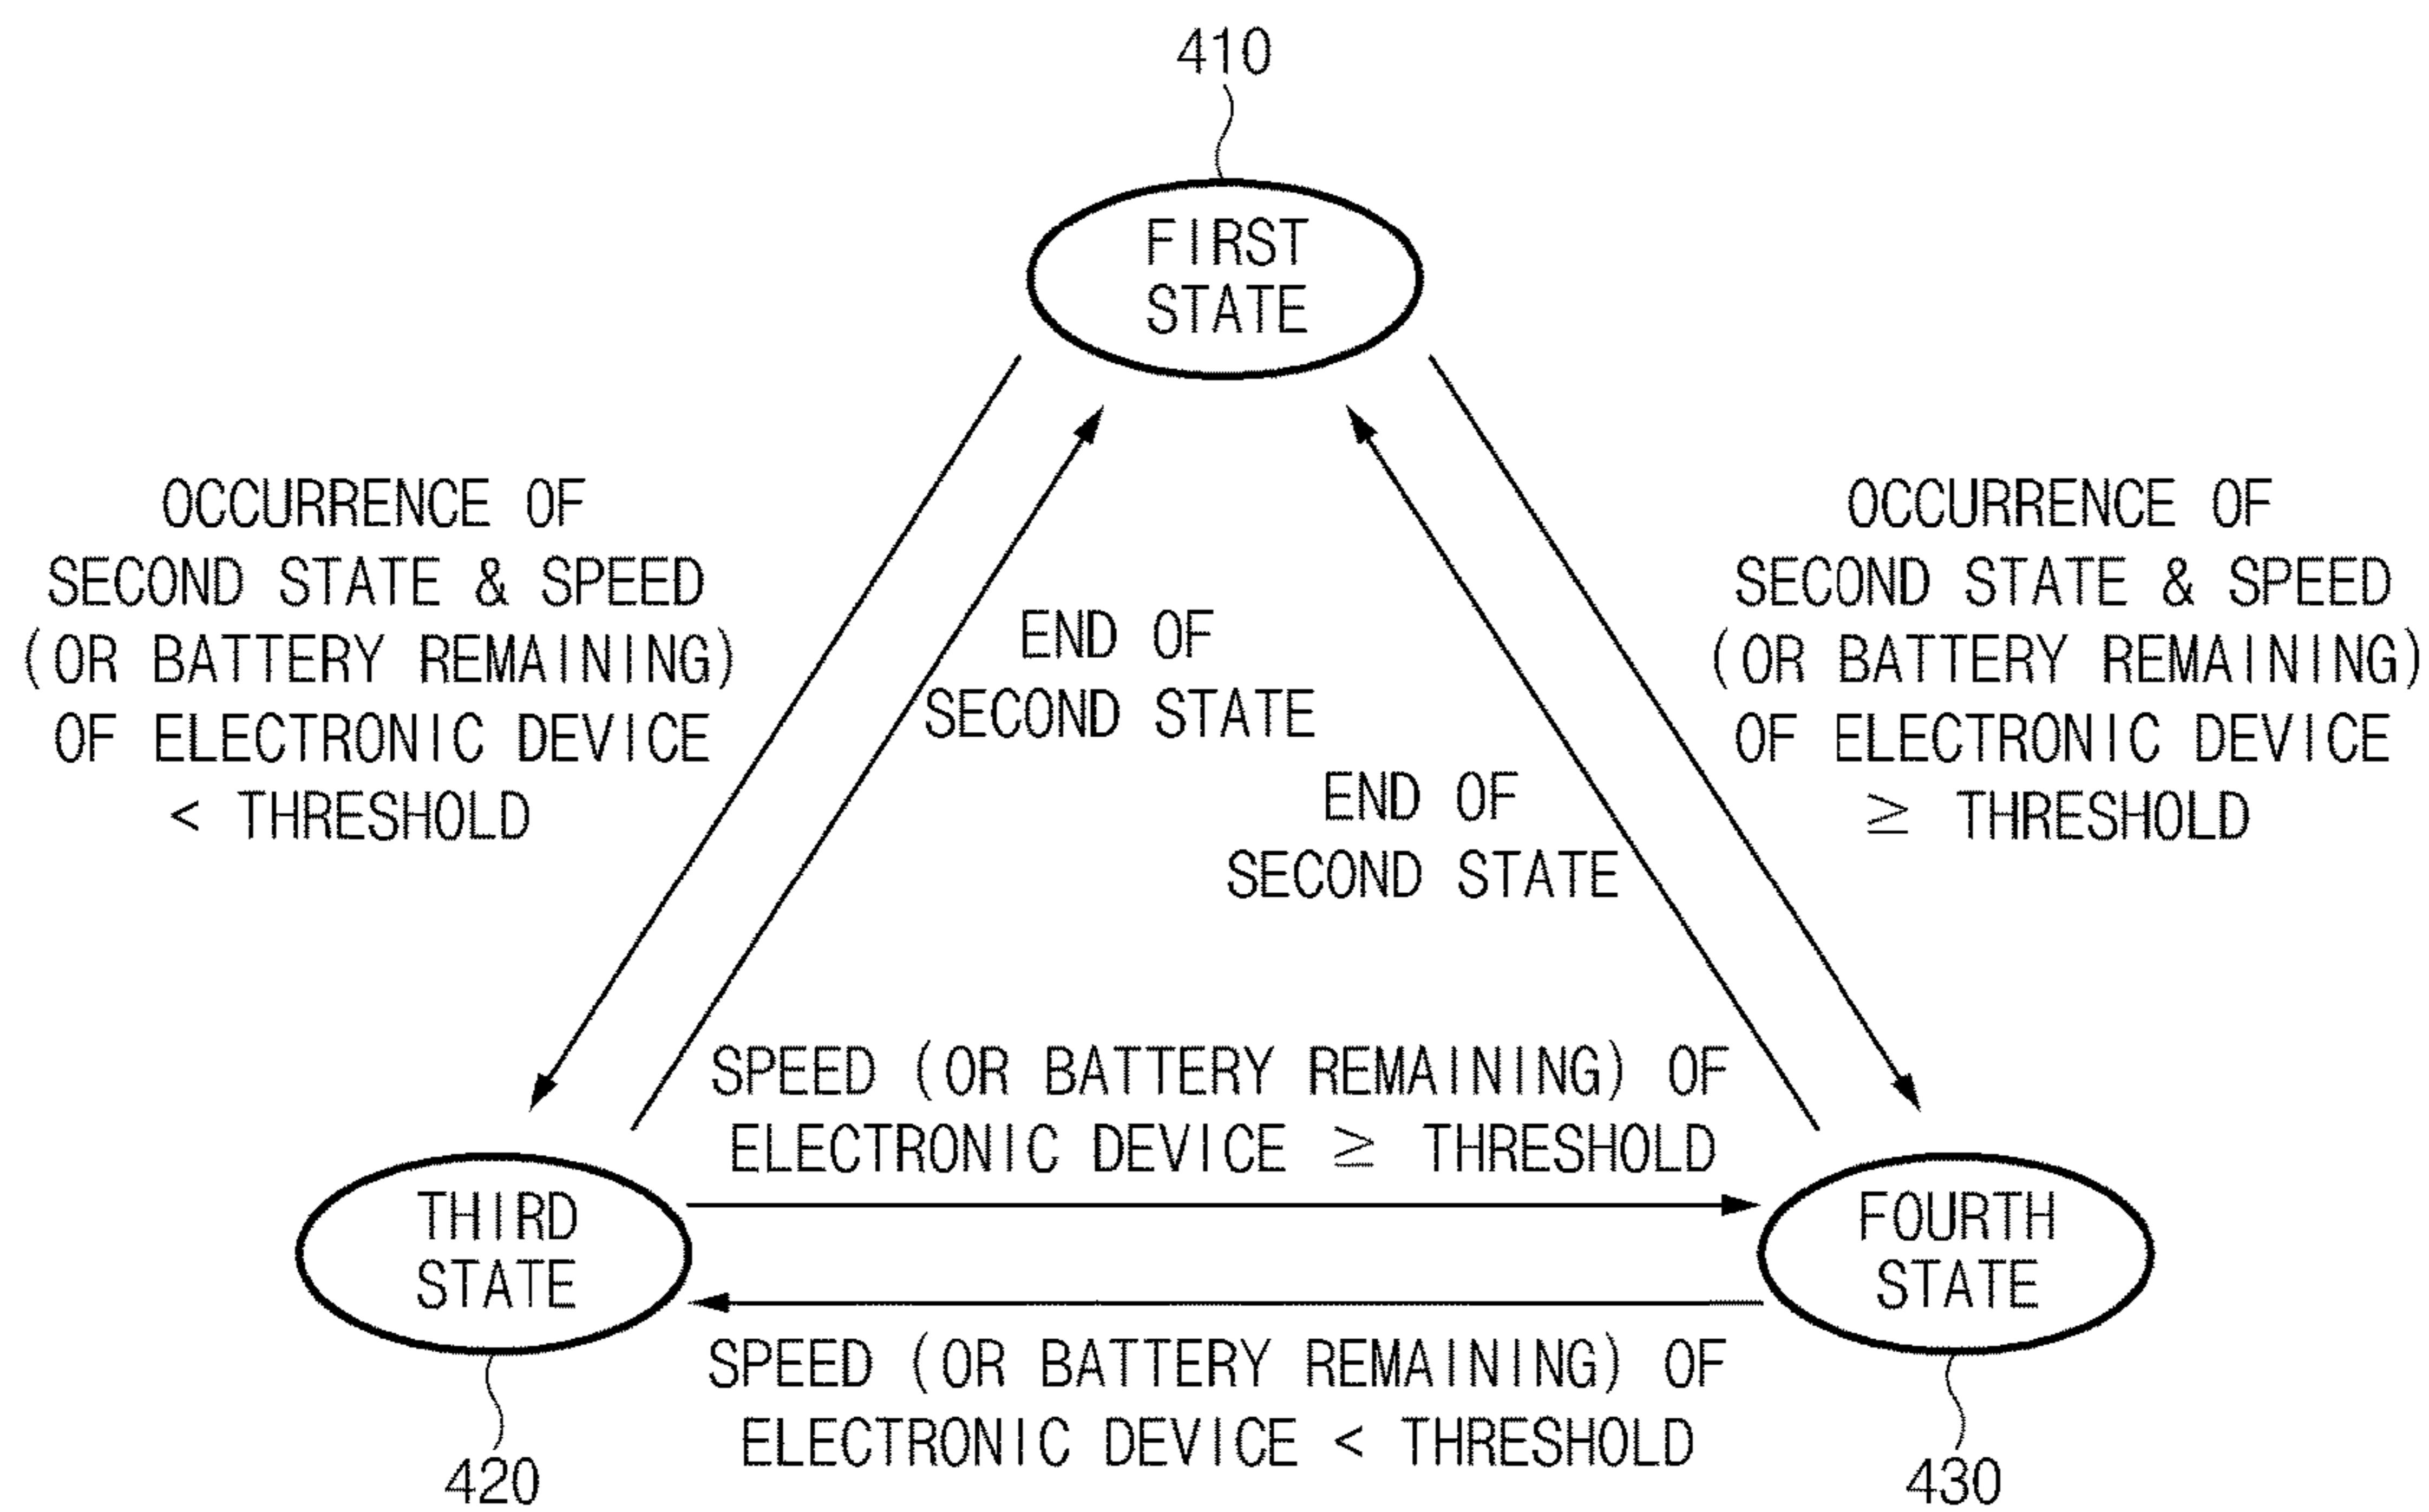 410
FIRST
STATE
OCCURRENCE OF
SECOND STATE & SPEED
(OR BATTERY REMAINING)
OF ELECTRONIC DEVICE
< THRESHOLD
END OF
SECOND STATE
END OF
SECOND STATE
OCCURRENCE OF
SECOND STATE & SPEED
(OR BATTERY REMAINING)
OF ELECTRONIC DEVICE
≥ THRESHOLD
SPEED (OR BATTERY REMAINING) OF
ELECTRONIC DEVICE ≥ THRESHOLD
THIRD
STATE
FOURTH
STATE
SPEED (OR BATTERY REMAINING) OF
ELECTRONIC DEVICE < THRESHOLD
420
430